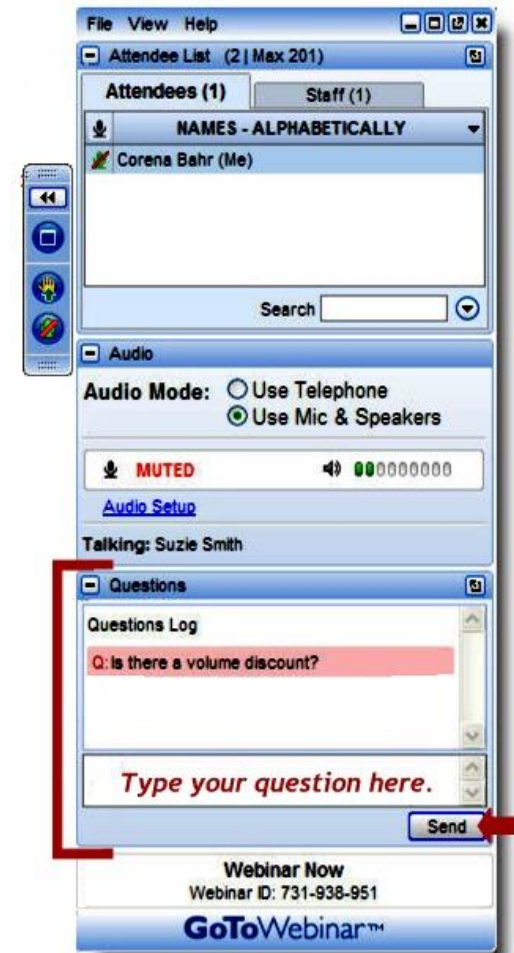 File View Help
Attendee List (2 | Max 201)
Attendees (1) Staff (1)
NAMES - ALPHABETICALLY
Corena Bahr (Me)
Search
Audio
Audio Mode: Use Telephone
Use Mic & Speakers
MUTED
Audio Setup
Talking: Suzie Smith
Questions
Questions Log
Q: Is there a volume discount?
Type your question here.
Send
Webinar Now
Webinar ID: 731-938-951
GoToWebinar™